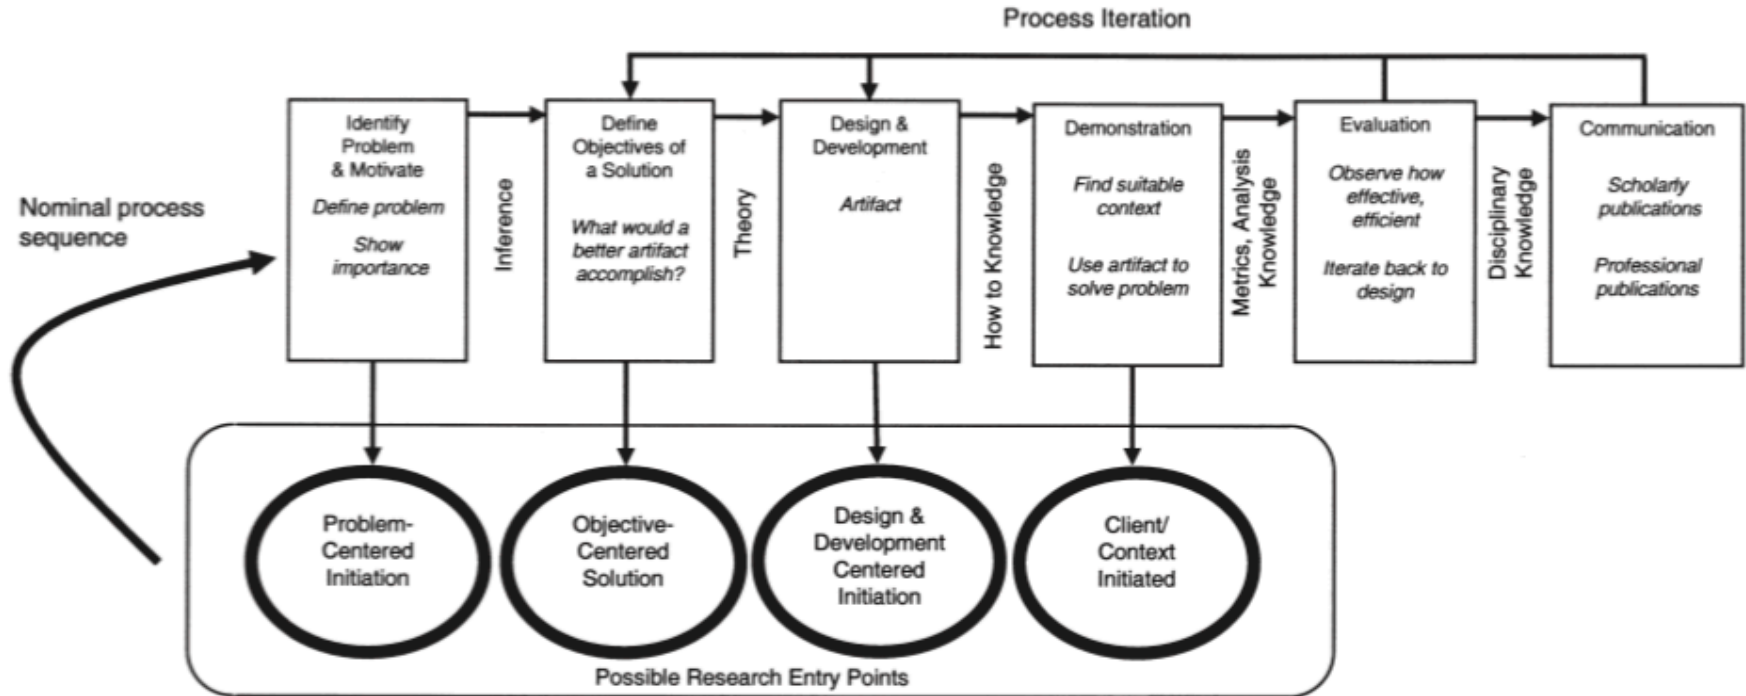 Process Iteration
Nominal process
sequence
Identify
Problem
& Motivate
Define problem
Show
importance
Inference
Define
Objectives of
a Solution
What would a
better artifact
accomplish?
Theory
Design &
Development
Artifact
How to Knowledge
Demonstration
Find suitable
context
Use artifact to
solve problem
Metrics, Analysis
Knowledge
Evaluation
Observe how
effective,
efficient
Iterate back to
design
Disciplinary
Knowledge
Communication
Scholarly
publications
Professional
publications
Problem-
Centered
Initiation
Objective-
Centered
Solution
Design &
Development
Centered
Initiation
Client/
Context
Initiated
Possible Research Entry Points